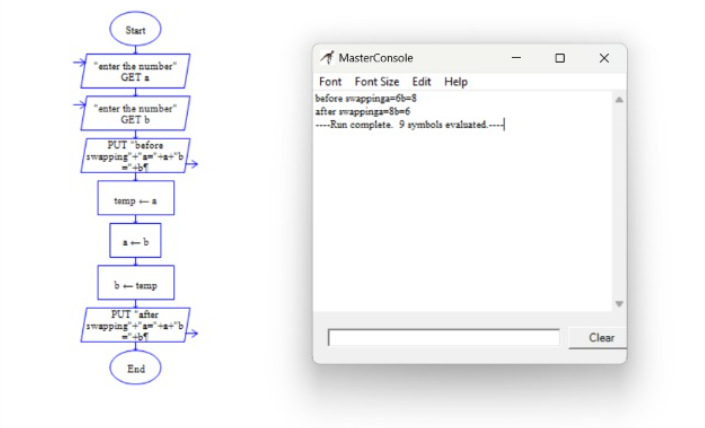 Start
"enter the number"
GET a
"enter the number"
GET b
PUT "before
swapping"+"a="+a+"b
="+b¶
temp ← a
a ← b
b ← temp
PUT "after
swapping"+"a="+a+"b
="+b¶
End
MasterConsole
Font Font Size Edit Help
before swappinga=6b=8
after swappinga=8b=6
----Run complete. 9 symbols evaluated.----
Clear